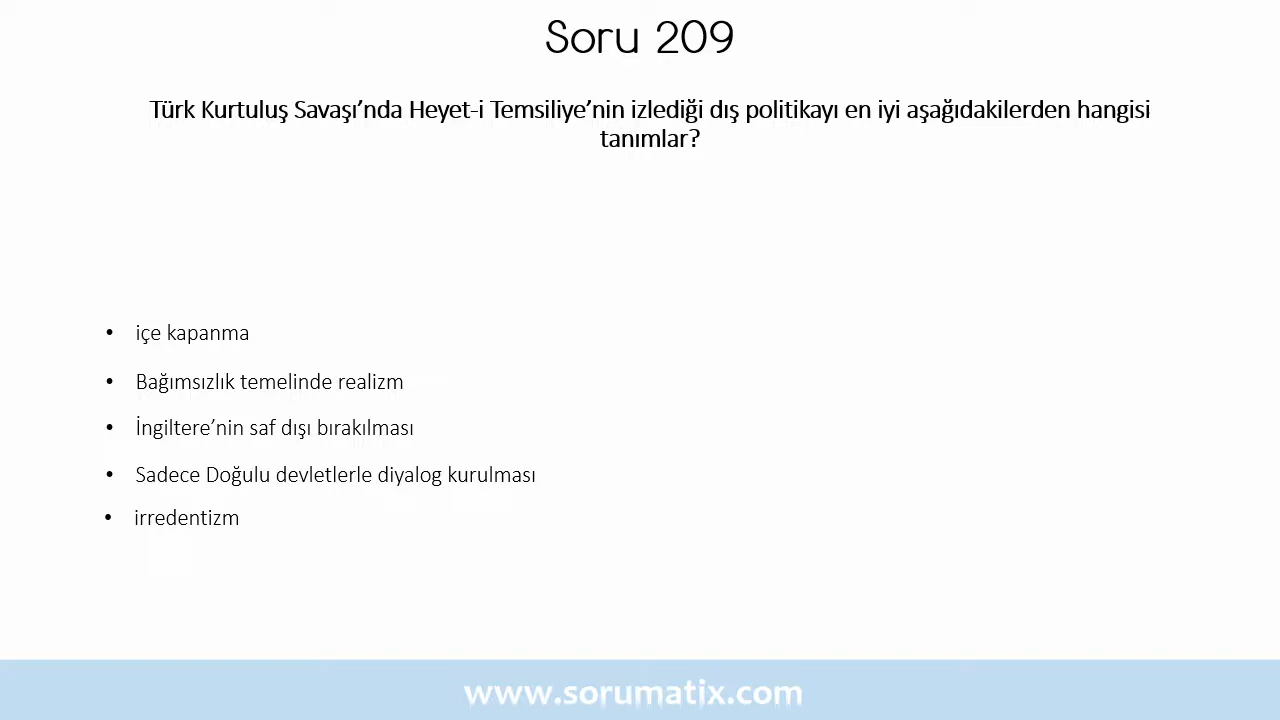 Soru 209
Türk Kurtuluş Savaşı’nda Heyet-i Temsiliye’nin izlediği dış politikayı en iyi aşağıdakilerden hangisi
tanımlar?
• içe kapanma
• Bağımsızlık temelinde realizm
• İngiltere’nin saf dışı bırakılması
• Sadece Doğulu devletlerle diyalog kurulması
• irredentizm
www.sorumatix.com